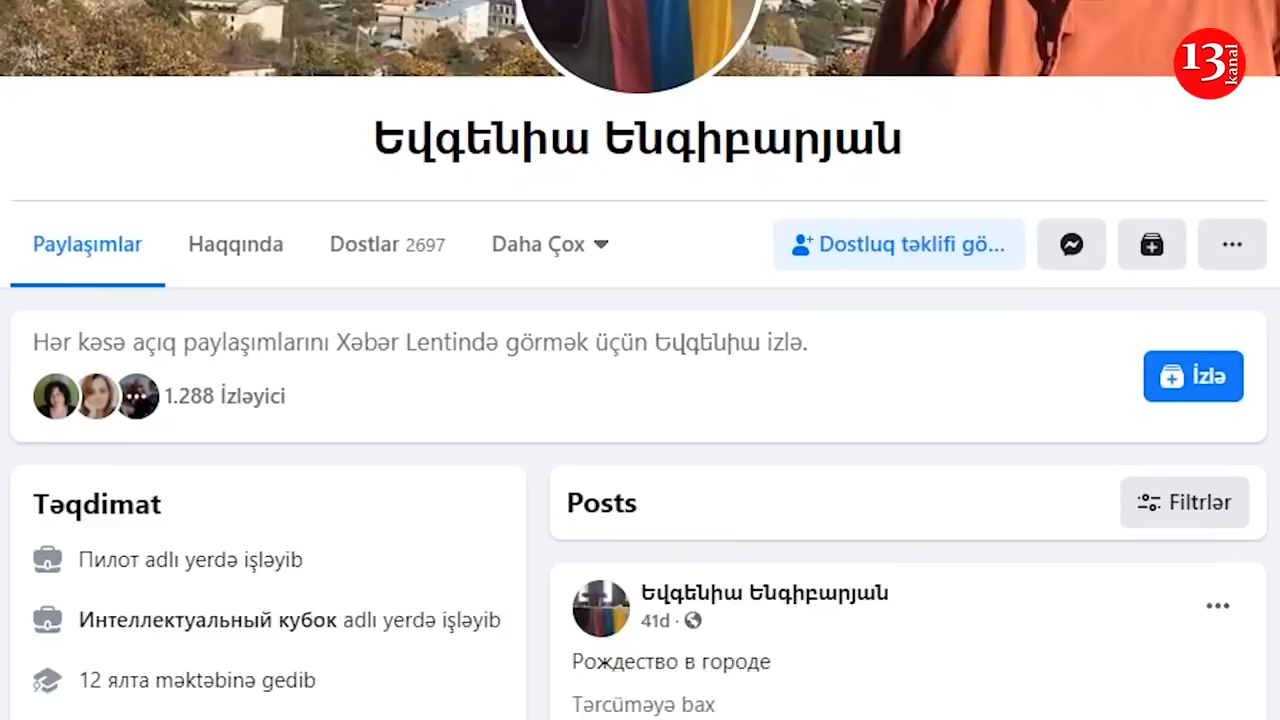 13
kanal
Եվգենիա Ենգիբարյան
Paylaşımlar
Haqqında
Dostlar 2697
Daha Çox
Dostluq təklifi gö...
Hər kəsə açıq paylaşımlarını Xəbər Lentində görmək üçün Եվգենիա izlə.
1.288 İzləyici
İzlə
Təqdimat
Пилот adlı yerdə işləyib
Интеллектуальный кубок adlı yerdə işləyib
12 ялта məktəbinə gedib
Posts
Filtrlər
Եվգենիա Ենգիբարյան
41d ·
Рождество в городе
Tərcüməyə bax